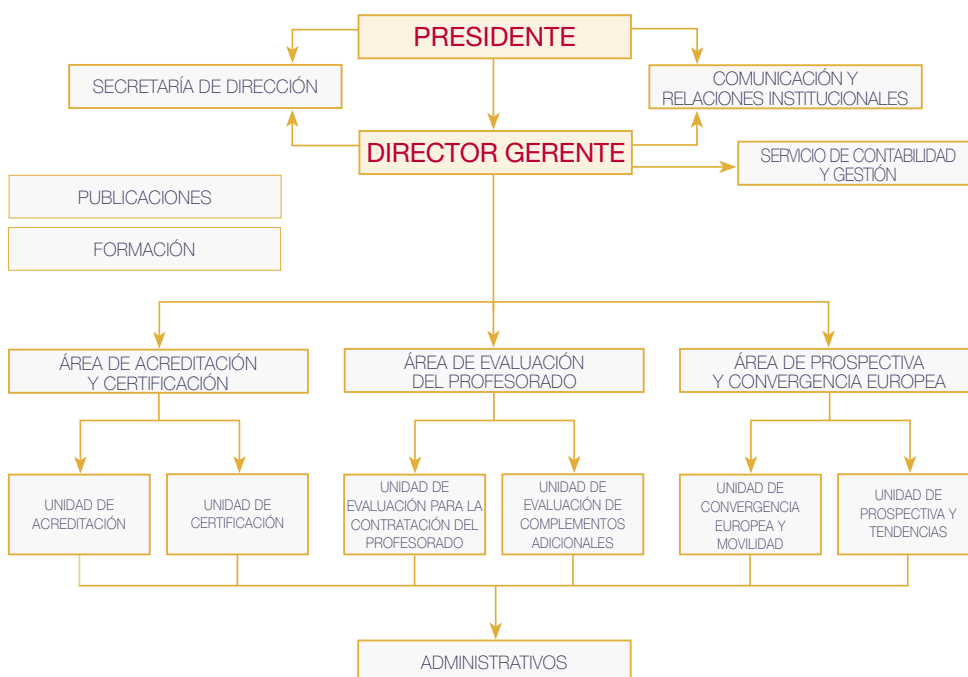 PRESIDENTE
SECRETARÍA DE DIRECCIÓN
COMUNICACIÓN Y
RELACIONES INSTITUCIONALES
DIRECTOR GERENTE
SERVICIO DE CONTABILIDAD
Y GESTIÓN
PUBLICACIONES
FORMACIÓN
ÁREA DE ACREDITACIÓN
Y CERTIFICACIÓN
ÁREA DE EVALUACIÓN
DEL PROFESORADO
ÁREA DE PROSPECTIVA
Y CONVERGENCIA EUROPEA
UNIDAD DE
ACREDITACIÓN
UNIDAD DE
CERTIFICACIÓN
UNIDAD DE
EVALUACIÓN PARA LA
CONTRATACIÓN DEL
PROFESORADO
UNIDAD DE
EVALUACIÓN DE
COMPLEMENTOS
ADICIONALES
UNIDAD DE
CONVERGENCIA
EUROPEA Y
MOVILIDAD
UNIDAD DE
PROSPECTIVA Y
TENDENCIAS
ADMINISTRATIVOS